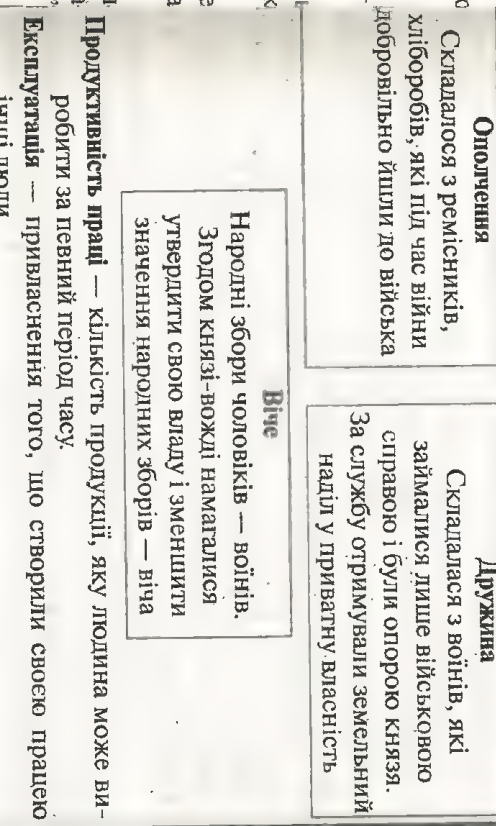 Ополчення
Складалося з ремісників,
хліборобів, які під час війни
добровільно йшли до війська
Дружина
Складалася з воїнів, які
займалися лише військовою
справою і були опорою князя.
За службу отримували земельний
наділ у приватну власність
Віче
Народні збори чоловіків — воїнів.
Згодом князі-вожді намагалися
утвердити свою владу і зменшити
значення народних зборів — віча
Продуктивність праці — кількість продукції, яку людина може ви-
робити за певний період часу.
Експлуатація — привласнення того, що створили своєю працею
інші люди